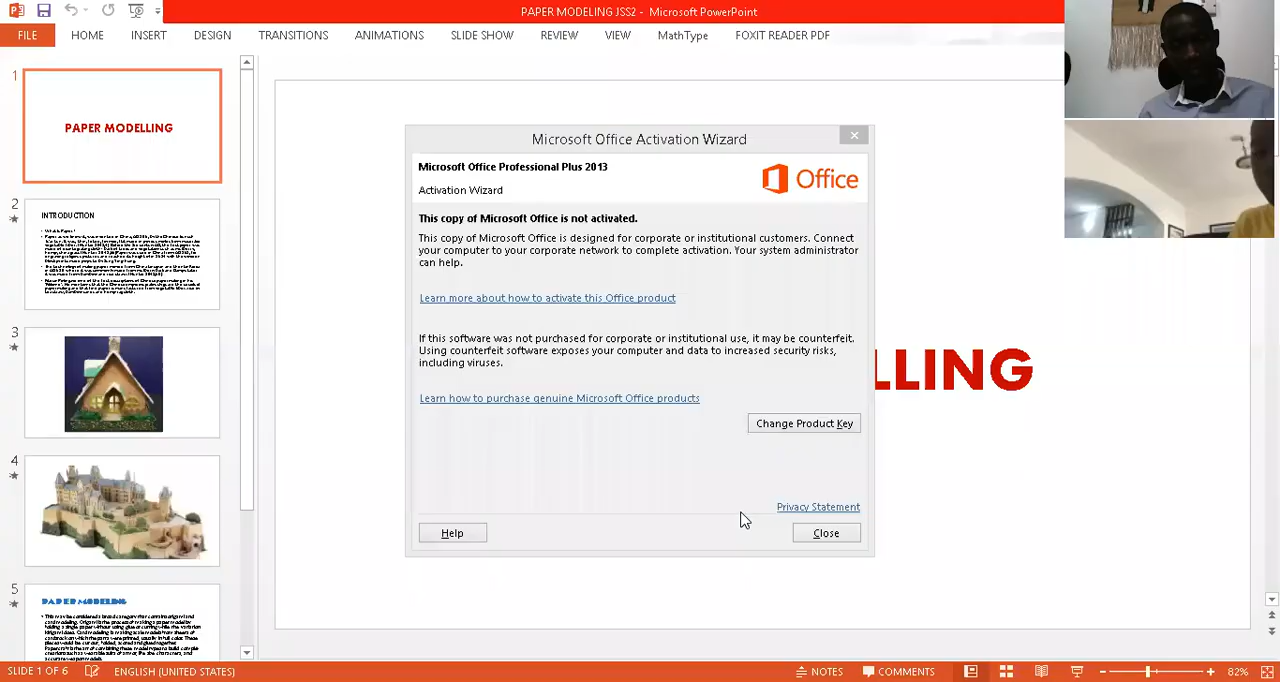 PAPER MODELING JSS2 - Microsoft PowerPoint
FILE HOME INSERT DESIGN TRANSITIONS ANIMATIONS SLIDE SHOW REVIEW VIEW MathType FOXIT READER PDF
1
PAPER MODELLING
2
INTRODUCTION
3
4
5
PAPER MODELING
Microsoft Office Activation Wizard
Microsoft Office Professional Plus 2013
Activation Wizard
Office
This copy of Microsoft Office is not activated.
This copy of Microsoft Office is designed for corporate or institutional customers. Connect
your computer to your corporate network to complete activation. Your system administrator
can help.
Learn more about how to activate this Office product
If this software was not purchased for corporate or institutional use, it may be counterfeit.
Using counterfeit software exposes your computer and data to increased security risks,
including viruses.
Learn how to purchase genuine Microsoft Office products
Change Product Key
Privacy Statement
Help
Close
LLING
SLIDE 1 OF 6 ENGLISH (UNITED STATES) NOTES COMMENTS 82%